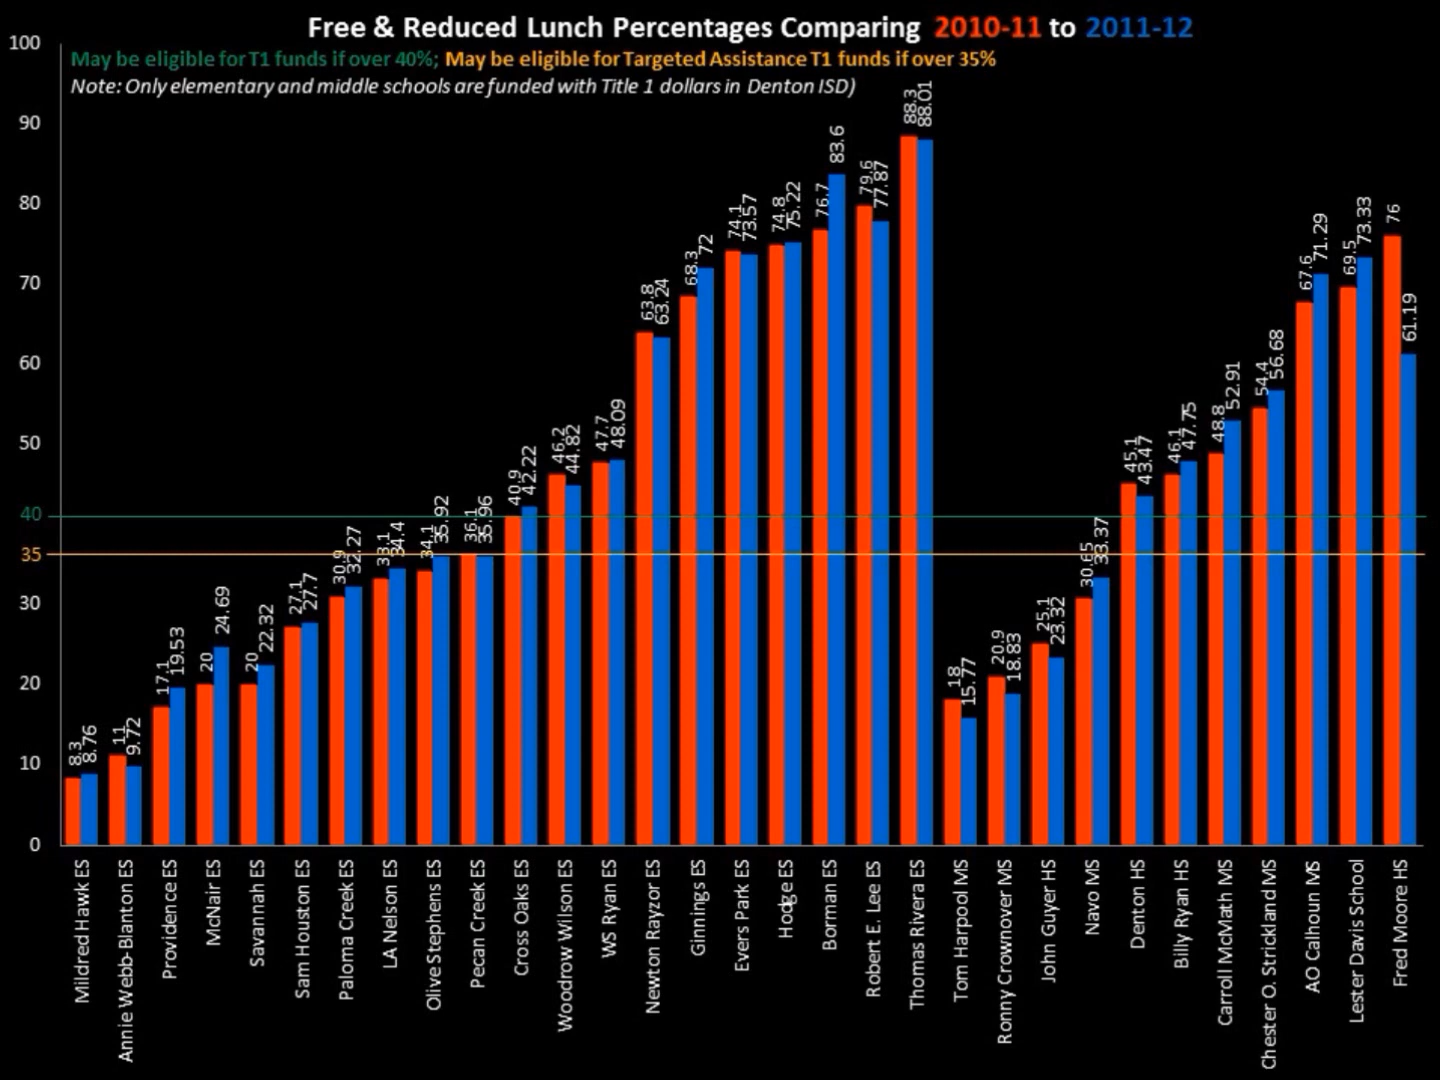 Free & Reduced Lunch Percentages Comparing 2010-11 to 2011-12
May be eligible for T1 funds if over 40%; May be eligible for Targeted Assistance T1 funds if over 35%
Note: Only elementary and middle schools are funded with Title 1 dollars in Denton ISD)
100
90
80
70
60
50
40
35
30
20
10
0
8.3
8.76
11
9.72
17.1
19.53
20
24.69
20
22.32
27.1
27.7
30.9
32.27
33.1
34.4
34.1
35.92
36.1
35.96
40.9
42.22
46.2
44.82
47.7
48.09
63.8
63.24
68.3
72
74.1
73.57
74.8
75.22
76.7
83.6
79.6
77.87
88.3
88.01
18
15.77
20.9
18.83
25.1
23.32
30.65
33.37
45.1
43.47
46.1
47.75
48.8
52.91
54.4
56.68
67.6
71.29
69.5
73.33
76
61.19
Mildred Hawk ES
Annie Webb-Blanton ES
Providence ES
McNair ES
Savannah ES
Sam Houston ES
Paloma Creek ES
LA Nelson ES
Olive Stephens ES
Pecan Creek ES
Cross Oaks ES
Woodrow Wilson ES
WS Ryan ES
Newton Rayzor ES
Ginnings ES
Evers Park ES
Hodge ES
Borman ES
Robert E. Lee ES
Thomas Rivera ES
Tom Harpool MS
Ronny Crownover MS
John Guyer HS
Navo MS
Denton HS
Billy Ryan HS
Carroll McMath MS
Chester O. Strickland MS
AO Calhoun MS
Lester Davis School
Fred Moore HS